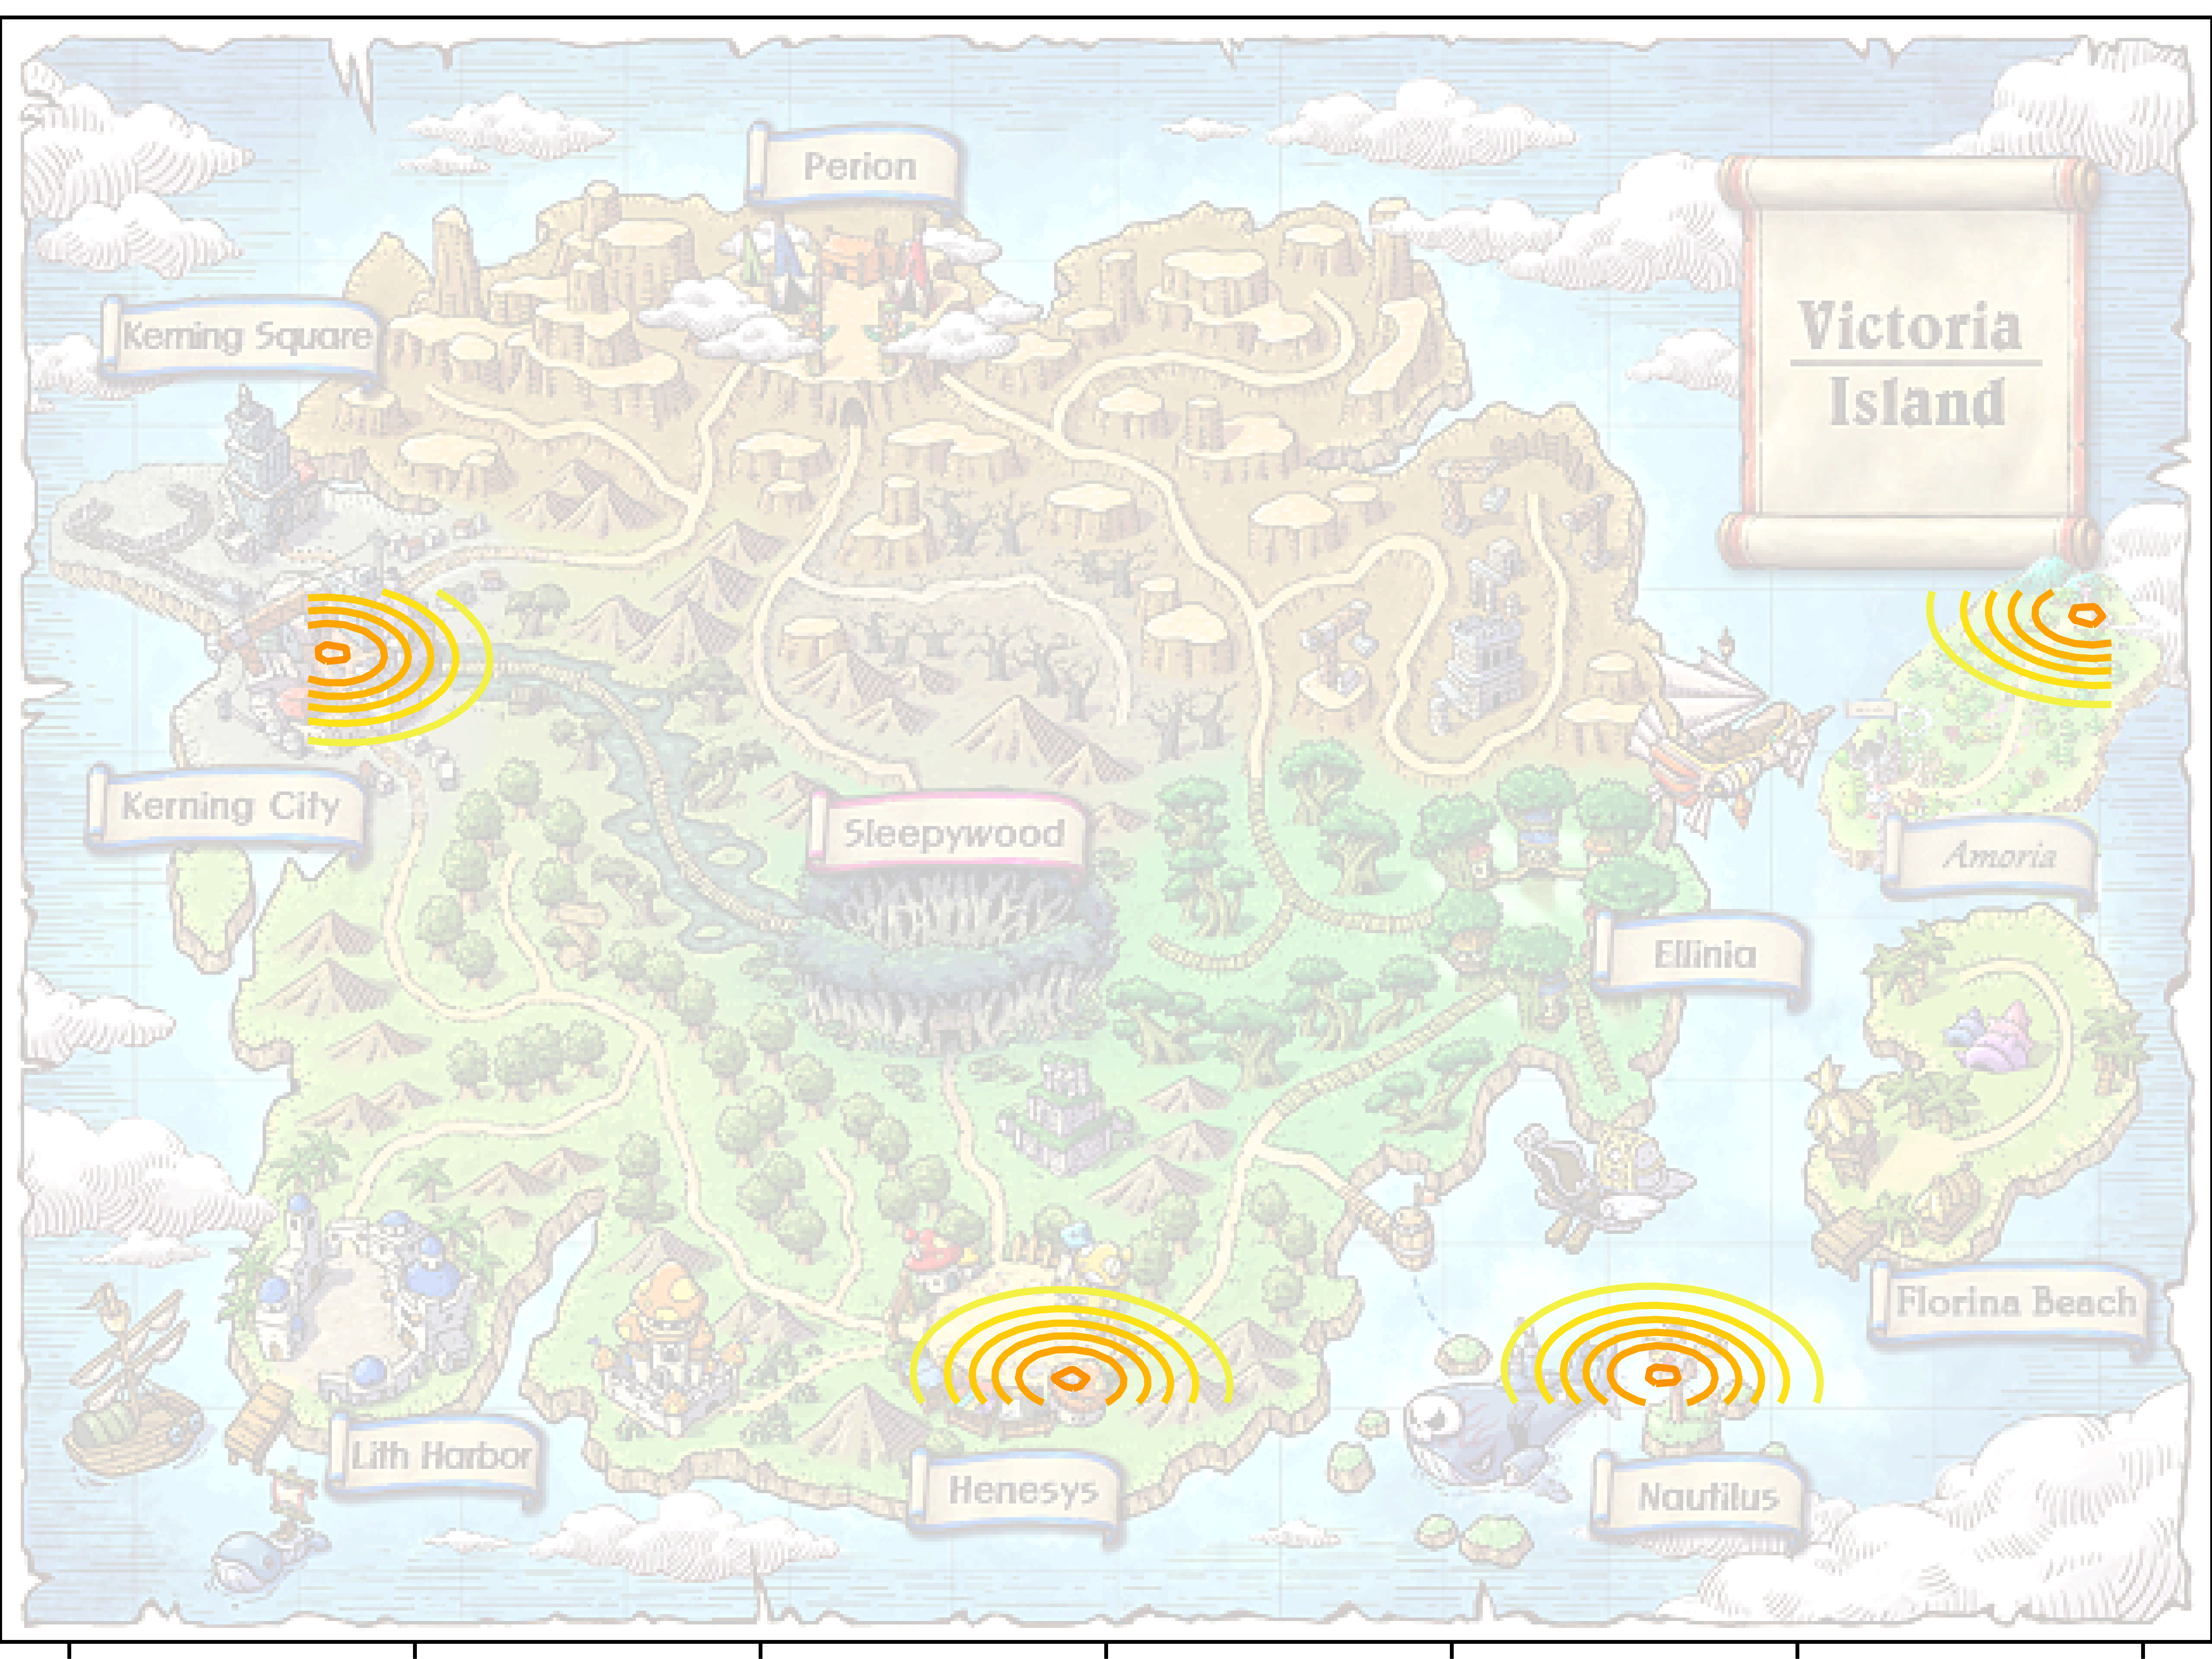 Perion
Kerning Square
Victoria
Island
Kerning City
Sleepywood
Amoria
Ellinia
Florina Beach
Lith Harbor
Henesys
Nautilus